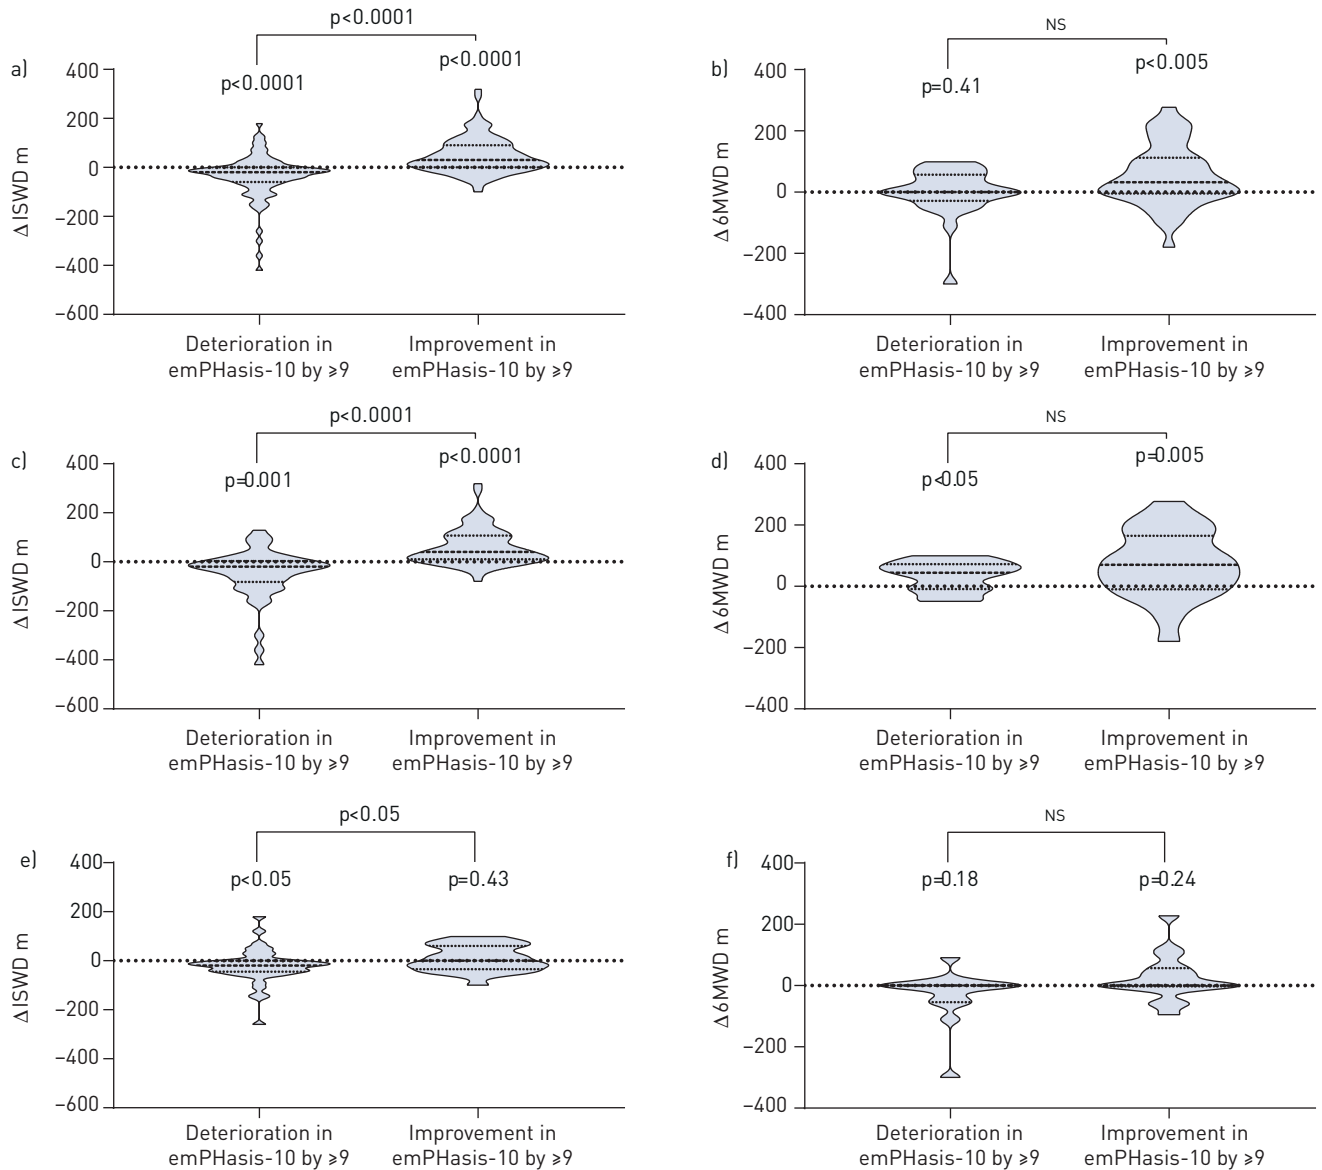 p<0.0001
NS
a)
400
p<0.0001
p<0.0001
200
0
−200
−400
−600
ΔISWD m
Deterioration in
emPHasis-10 by ⩾9
Improvement in
emPHasis-10 by ⩾9
b)
400
p=0.41
p<0.005
200
0
−200
−400
Δ6MWD m
Deterioration in
emPHasis-10 by ⩾9
Improvement in
emPHasis-10 by ⩾9
p<0.0001
NS
c)
400
p=0.001
p<0.0001
200
0
−200
−400
−600
ΔISWD m
Deterioration in
emPHasis-10 by ⩾9
Improvement in
emPHasis-10 by ⩾9
d)
400
p<0.05
p=0.005
200
0
−200
−400
Δ6MWD m
Deterioration in
emPHasis-10 by ⩾9
Improvement in
emPHasis-10 by ⩾9
p<0.05
NS
e)
400
p<0.05
p=0.43
200
0
−200
−400
−600
ΔISWD m
Deterioration in
emPHasis-10 by ⩾9
Improvement in
emPHasis-10 by ⩾9
f)
400
p=0.18
p=0.24
200
0
−200
−400
Δ6MWD m
Deterioration in
emPHasis-10 by ⩾9
Improvement in
emPHasis-10 by ⩾9